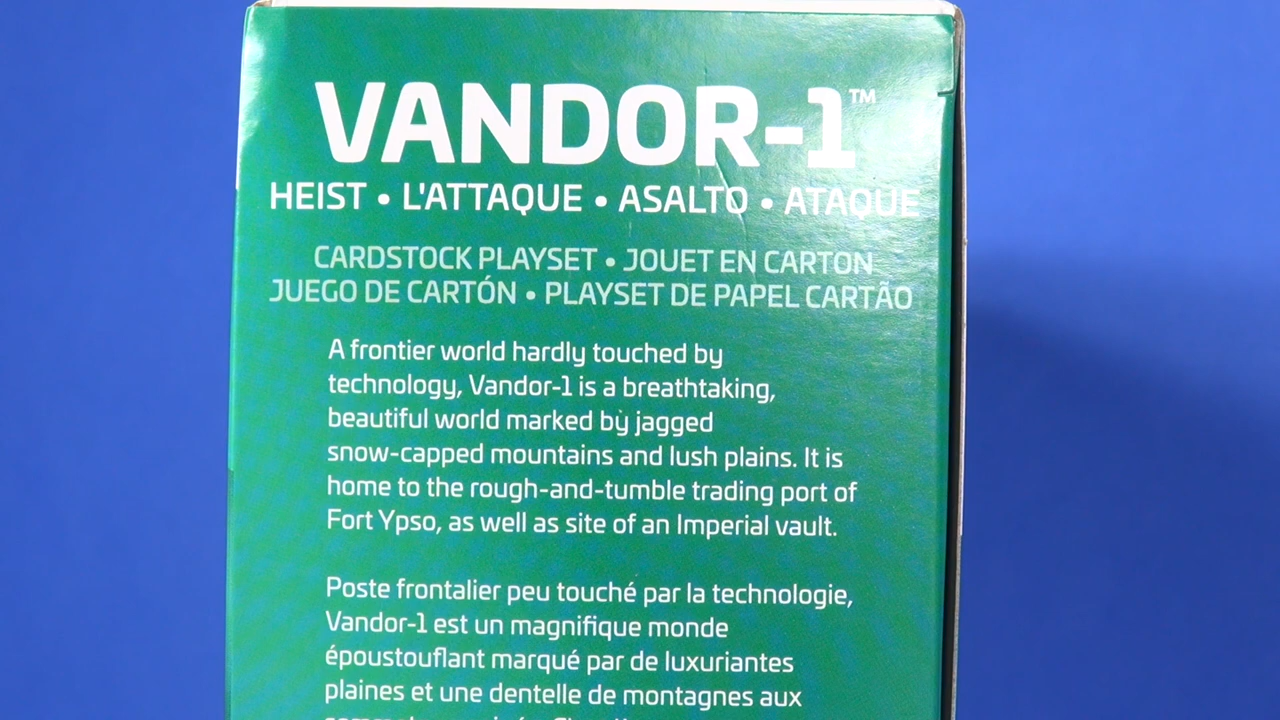 VANDOR-1™
HEIST • L'ATTAQUE • ASALTO • ATAQUE
CARDSTOCK PLAYSET • JOUET EN CARTON
JUEGO DE CARTÓN • PLAYSET DE PAPEL CARTÃO
A frontier world hardly touched by
technology, Vandor-1 is a breathtaking,
beautiful world marked by jagged
snow-capped mountains and lush plains. It is
home to the rough-and-tumble trading port of
Fort Ypso, as well as site of an Imperial vault.
Poste frontalier peu touché par la technologie,
Vandor-1 est un magnifique monde
époustouflant marqué par de luxuriantes
plaines et une dentelle de montagnes aux